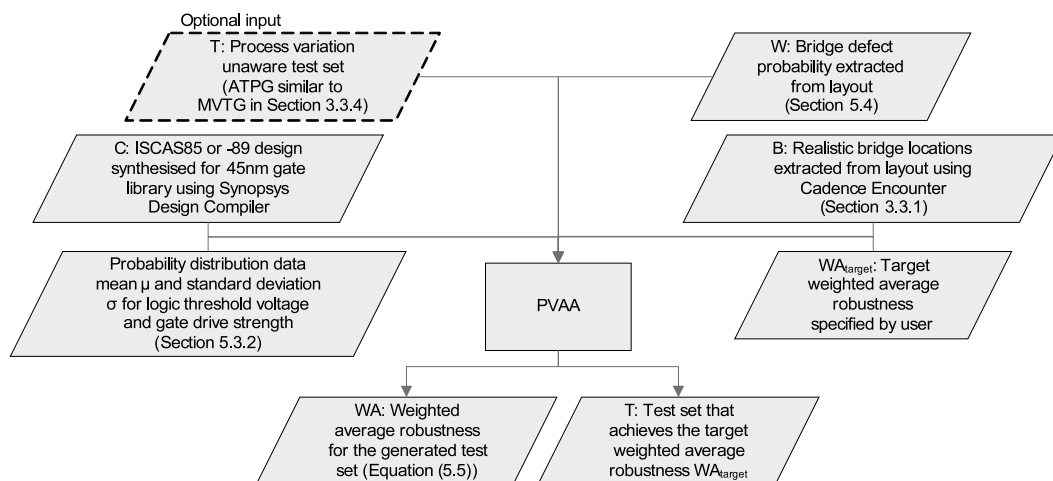 Optional input
T: Process variation
unaware test set
(ATPG similar to
MVTG in Section 3.3.4)
W: Bridge defect
probability extracted
from layout
(Section 5.4)
C: ISCAS85 or -89 design
synthesised for 45nm gate
library using Synopsys
Design Compiler
B: Realistic bridge locations
extracted from layout using
Cadence Encounter
(Section 3.3.1)
Probability distribution data
mean µ and standard deviation
σ for logic threshold voltage
and gate drive strength
(Section 5.3.2)
PVAA
WAtarget: Target
weighted average
robustness
specified by user
WA: Weighted
average robustness
for the generated test
set (Equation (5.5))
T: Test set that
achieves the target
weighted average
robustness WAtarget